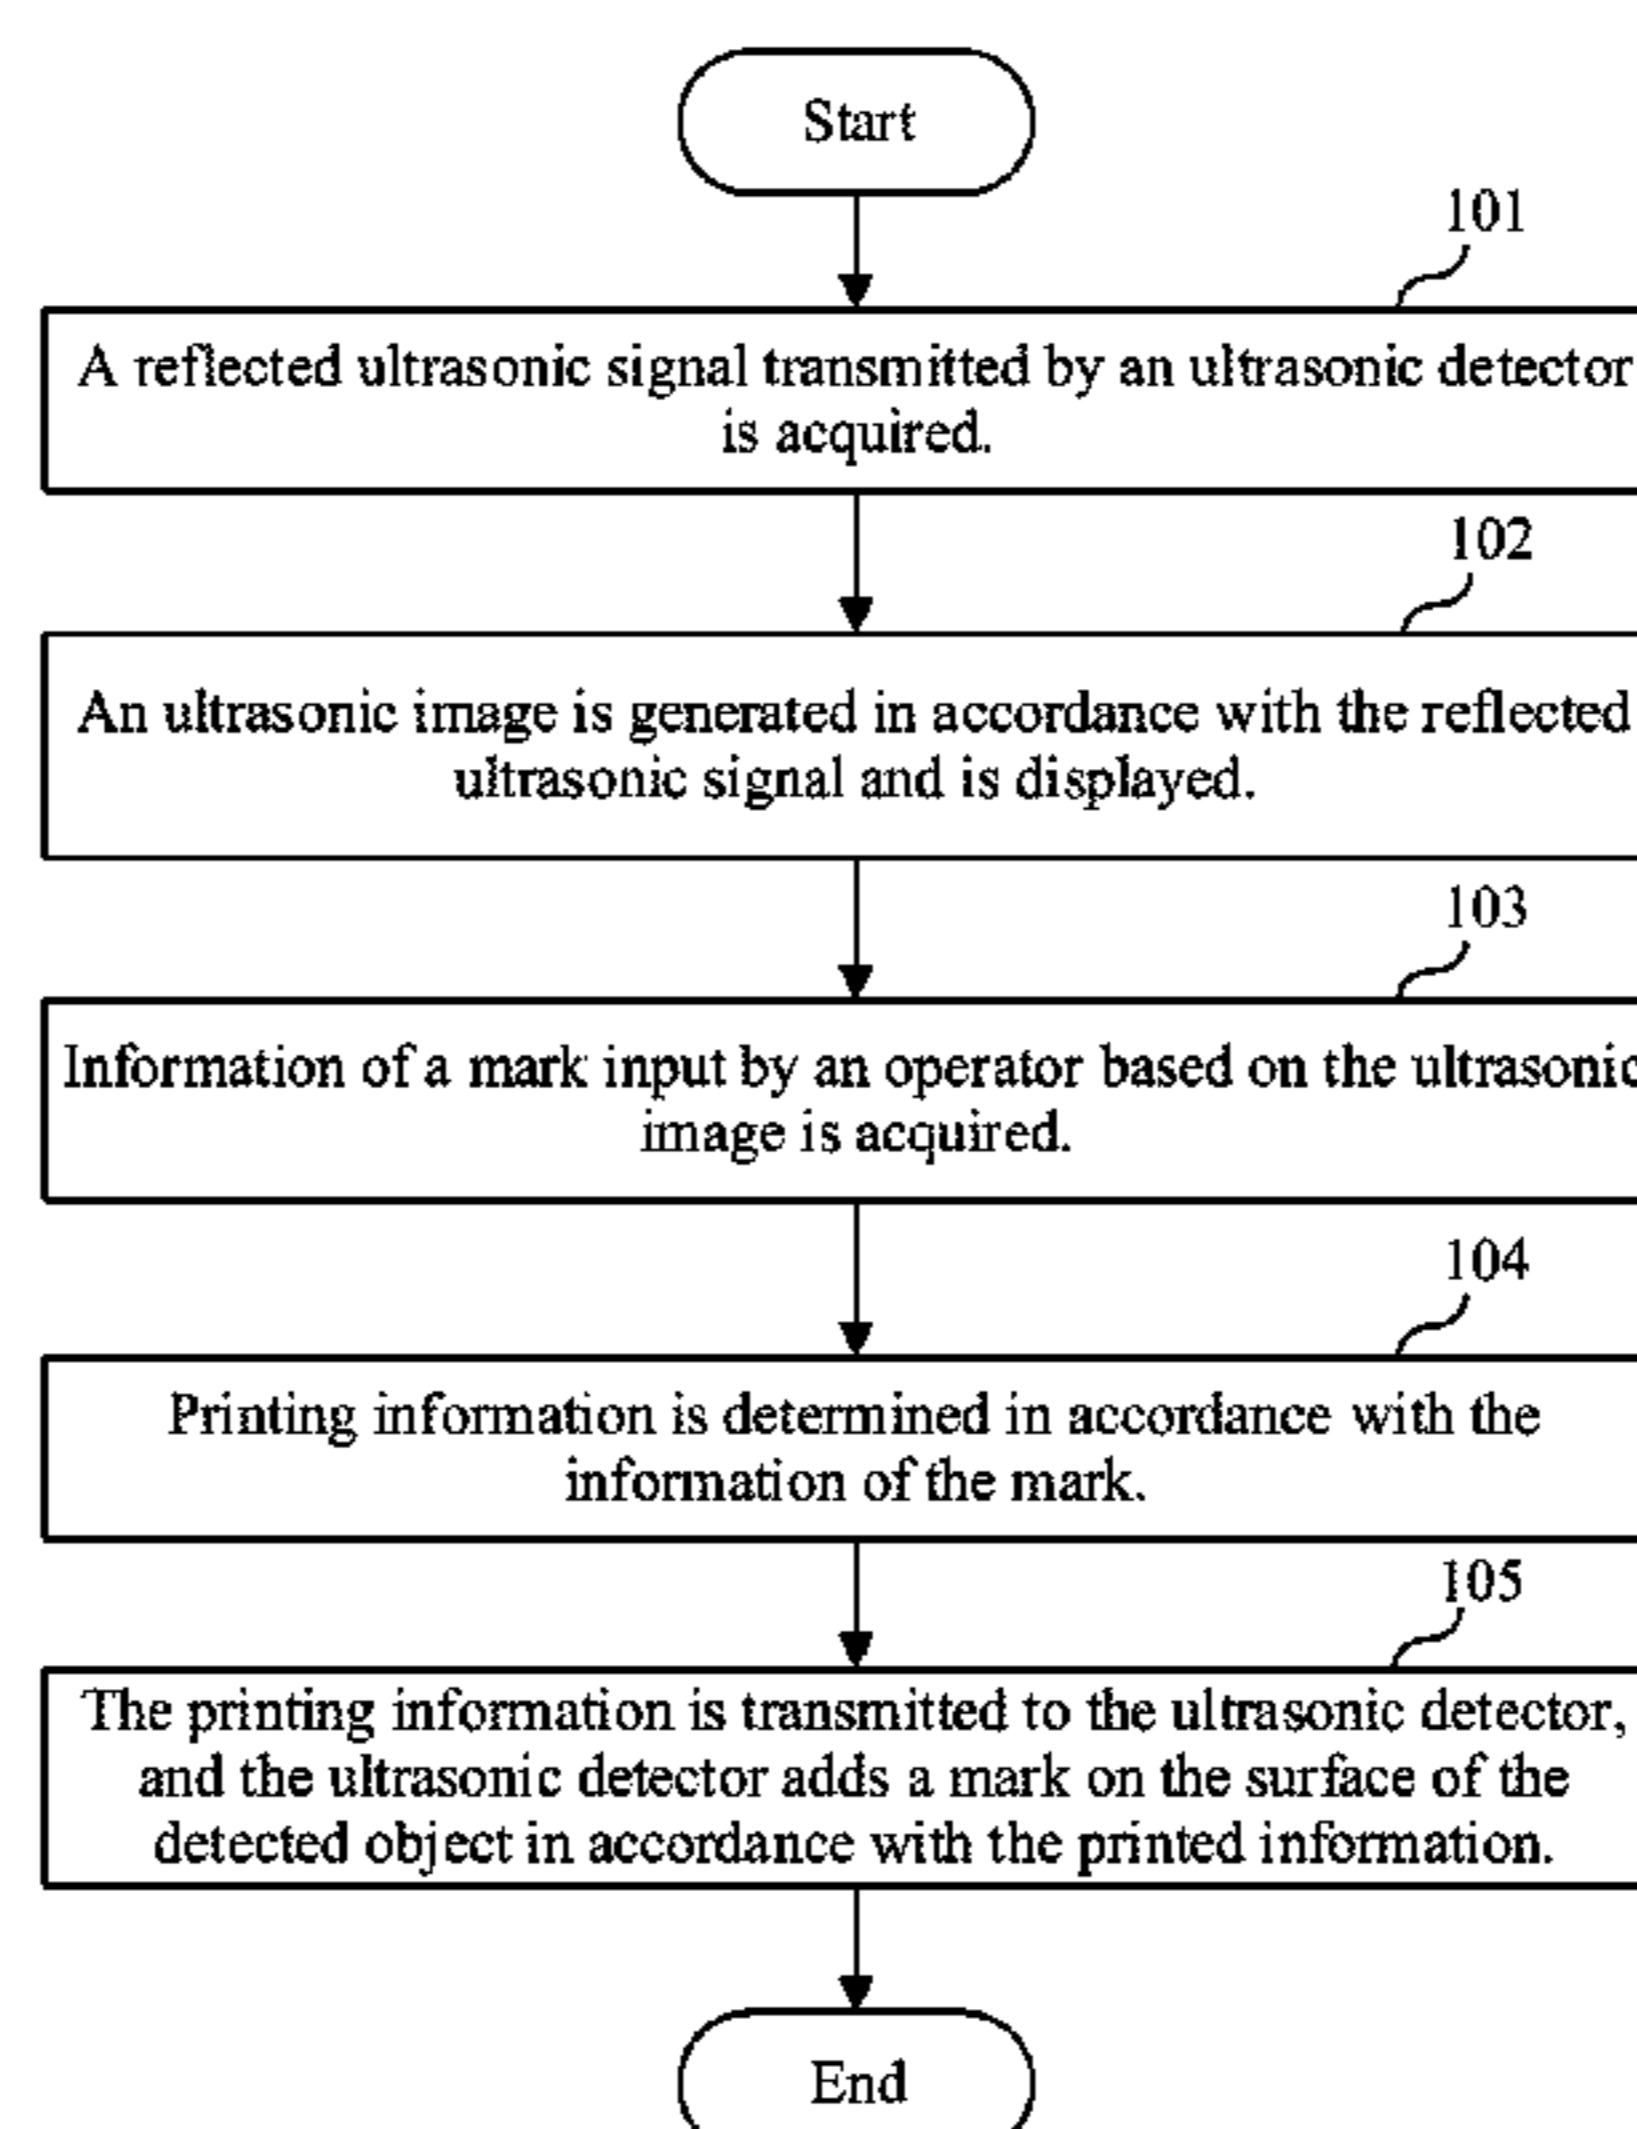 Start
101
A reflected ultrasonic signal transmitted by an ultrasonic detector
is acquired.
102
An ultrasonic image is generated in accordance with the reflected
ultrasonic signal and is displayed.
103
Information of a mark input by an operator based on the ultrasonic
image is acquired.
104
Printing information is determined in accordance with the
information of the mark.
105
The printing information is transmitted to the ultrasonic detector,
and the ultrasonic detector adds a mark on the surface of the
detected object in accordance with the printed information.
End